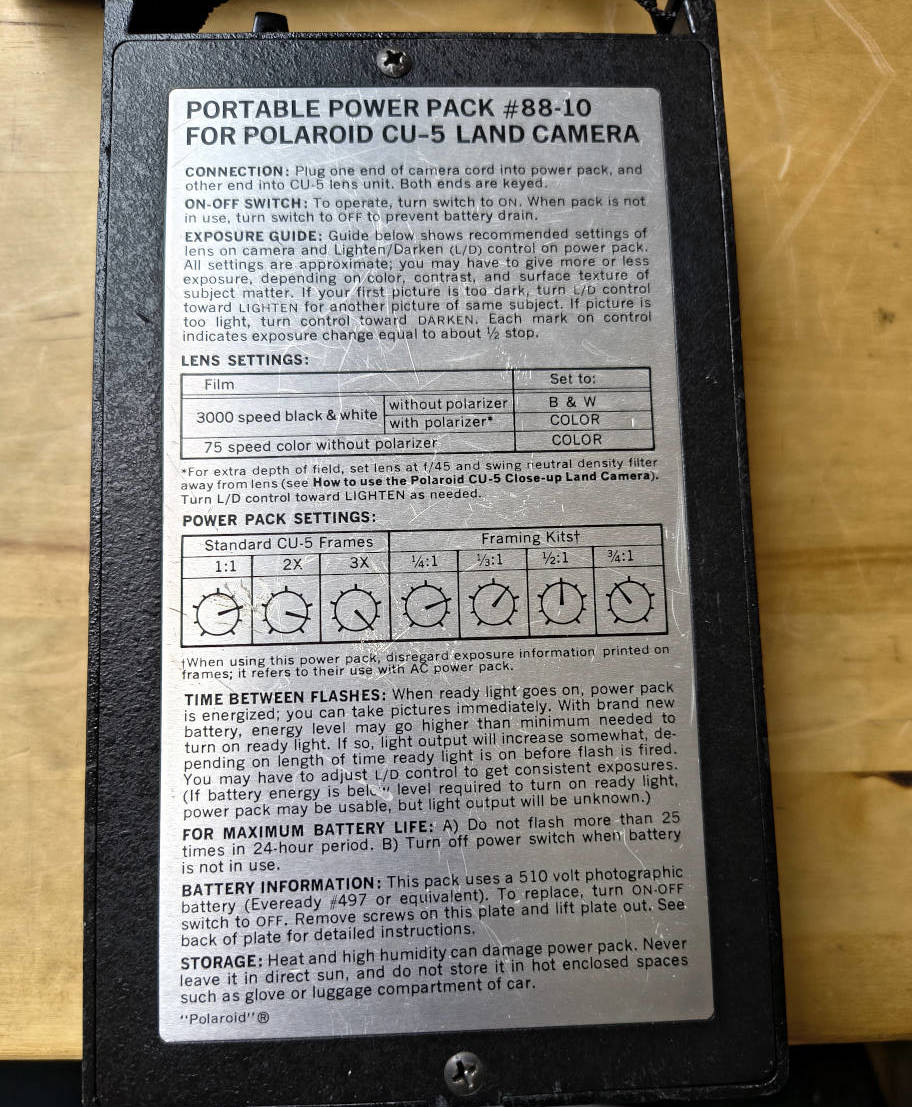 PORTABLE POWER PACK #88-10
FOR POLAROID CU-5 LAND CAMERA
CONNECTION: Plug one end of camera cord into power pack, and
other end into CU-5 lens unit. Both ends are keyed.
ON-OFF SWITCH: To operate, turn switch to ON. When pack is not
in use, turn switch to OFF to prevent battery drain.
EXPOSURE GUIDE: Guide below shows recommended settings of
lens on camera and Lighten/Darken (L/D) control on power pack.
All settings are approximate; you may have to give more or less
exposure, depending on color, contrast, and surface texture of
subject matter. If your first picture is too dark, turn L/D control
toward LIGHTEN for another picture of same subject. If picture is
too light, turn control toward DARKEN. Each mark on control
indicates exposure change equal to about ½ stop.
LENS SETTINGS:
Film Set to:
3000 speed black & white without polarizer B & W
with polarizer* COLOR
75 speed color without polarizer COLOR
*For extra depth of field, set lens at f/45 and swing neutral density filter
away from lens (see How to use the Polaroid CU-5 Close-up Land Camera).
Turn L/D control toward LIGHTEN as needed.
POWER PACK SETTINGS:
Standard CU-5 Frames Framing Kits†
1:1 2X 3X ¼:1 ⅓:1 ½:1 ¾:1
†When using this power pack, disregard exposure information printed on
frames; it refers to their use with AC power pack.
TIME BETWEEN FLASHES: When ready light goes on, power pack
is energized; you can take pictures immediately. With brand new
battery, energy level may go higher than minimum needed to
turn on ready light. If so, light output will increase somewhat, de-
pending on length of time ready light is on before flash is fired.
You may have to adjust L/D control to get consistent exposures.
(If battery energy is below level required to turn on ready light,
power pack may be usable, but light output will be unknown.)
FOR MAXIMUM BATTERY LIFE: A) Do not flash more than 25
times in 24-hour period. B) Turn off power switch when battery
is not in use.
BATTERY INFORMATION: This pack uses a 510 volt photographic
battery (Eveready #497 or equivalent). To replace, turn ON-OFF
switch to OFF. Remove screws on this plate and lift plate out. See
back of plate for detailed instructions.
STORAGE: Heat and high humidity can damage power pack. Never
leave it in direct sun, and do not store it in hot enclosed spaces
such as glove or luggage compartment of car.
"Polaroid"®